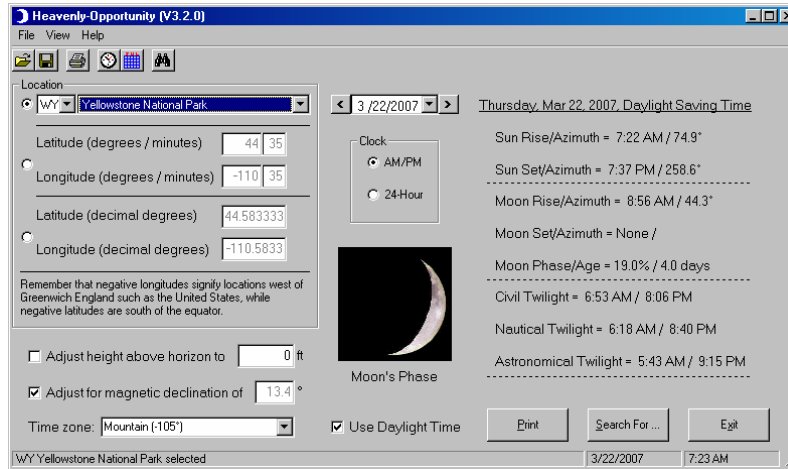 Heavenly-Opportunity (V3.2.0)
File View Help
Location
WY Yellowstone National Park
Latitude (degrees / minutes) 44 35
Longitude (degrees / minutes) -110 35
Latitude (decimal degrees) 44.583333
Longitude (decimal degrees) -110.5833
Remember that negative longitudes signify locations west of
Greenwich England such as the United States, while
negative latitudes are south of the equator.
Adjust height above horizon to 0 ft
Adjust for magnetic declination of 13.4 °
Time zone: Mountain (-105°)
< 3 /22/2007 >
Clock
AM/PM
24-Hour
Moon's Phase
Use Daylight Time
Thursday, Mar 22, 2007, Daylight Saving Time
Sun Rise/Azimuth = 7:22 AM / 74.9°
Sun Set/Azimuth = 7:37 PM / 258.6°
Moon Rise/Azimuth = 8:56 AM / 44.3°
Moon Set/Azimuth = None /
Moon Phase/Age = 19.0% / 4.0 days
Civil Twilight = 6:53 AM / 8:06 PM
Nautical Twilight = 6:18 AM / 8:40 PM
Astronomical Twilight = 5:43 AM / 9:15 PM
Print Search For ... Exit
WY Yellowstone National Park selected 3/22/2007 7:23 AM